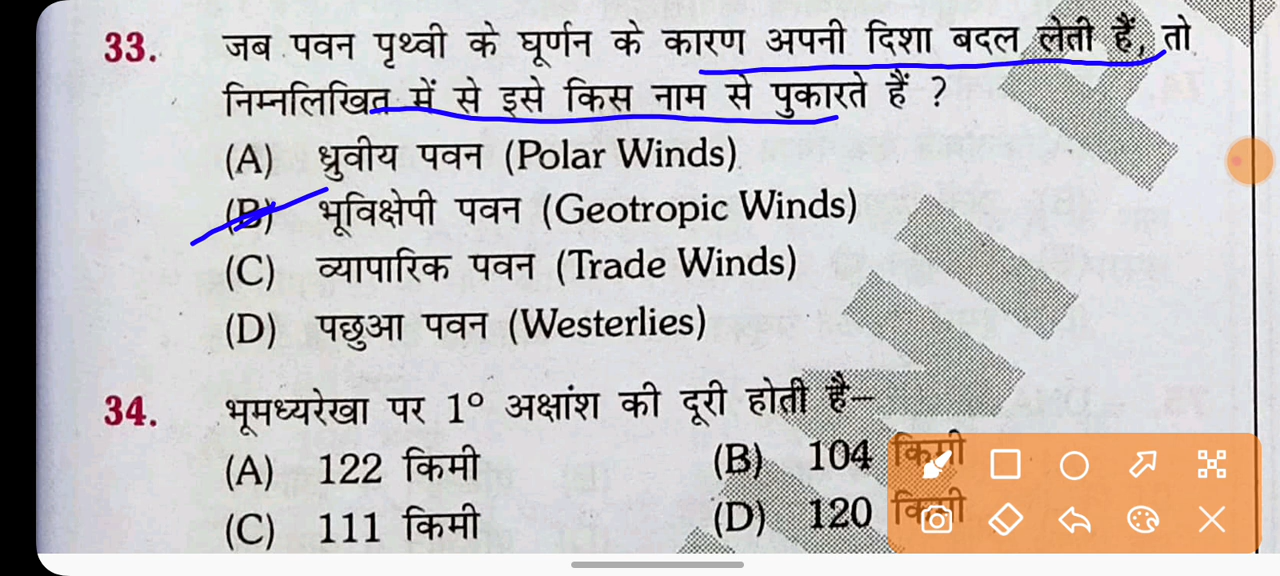 33. जब पवन पृथ्वी के घूर्णन के कारण अपनी दिशा बदल लेती हैं, तो
निम्नलिखित में से इसे किस नाम से पुकारते हैं ?
(A) ध्रुवीय पवन (Polar Winds)
(B) भूविक्षेपी पवन (Geotropic Winds)
(C) व्यापारिक पवन (Trade Winds)
(D) पछुआ पवन (Westerlies)
34. भूमध्यरेखा पर 1° अक्षांश की दूरी होती है–
(A) 122 किमी (B) 104 किमी
(C) 111 किमी (D) 120 किमी